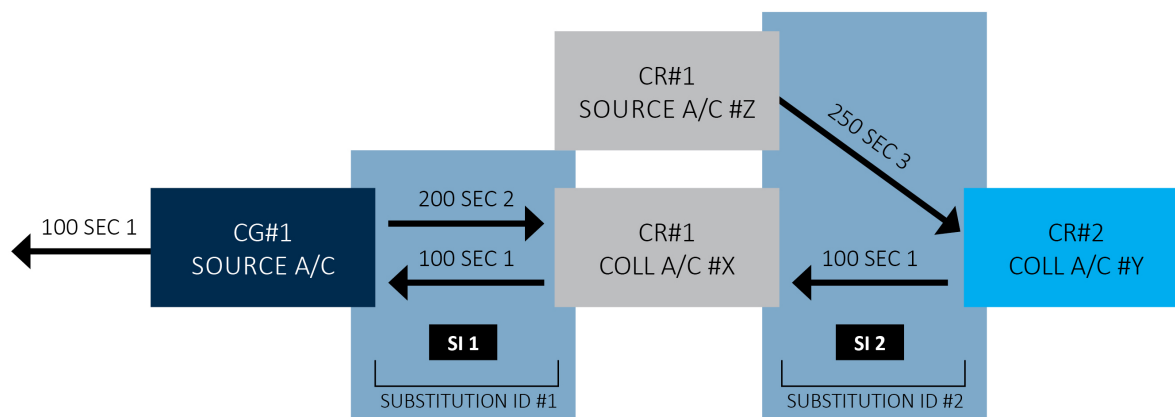 CR#1
SOURCE A/C #Z
250 SEC 3
100 SEC 1
CG#1
SOURCE A/C
200 SEC 2
100 SEC 1
CR#1
COLL A/C #X
100 SEC 1
CR#2
COLL A/C #Y
SI 1
SI 2
SUBSTITUTION ID #1
SUBSTITUTION ID #2